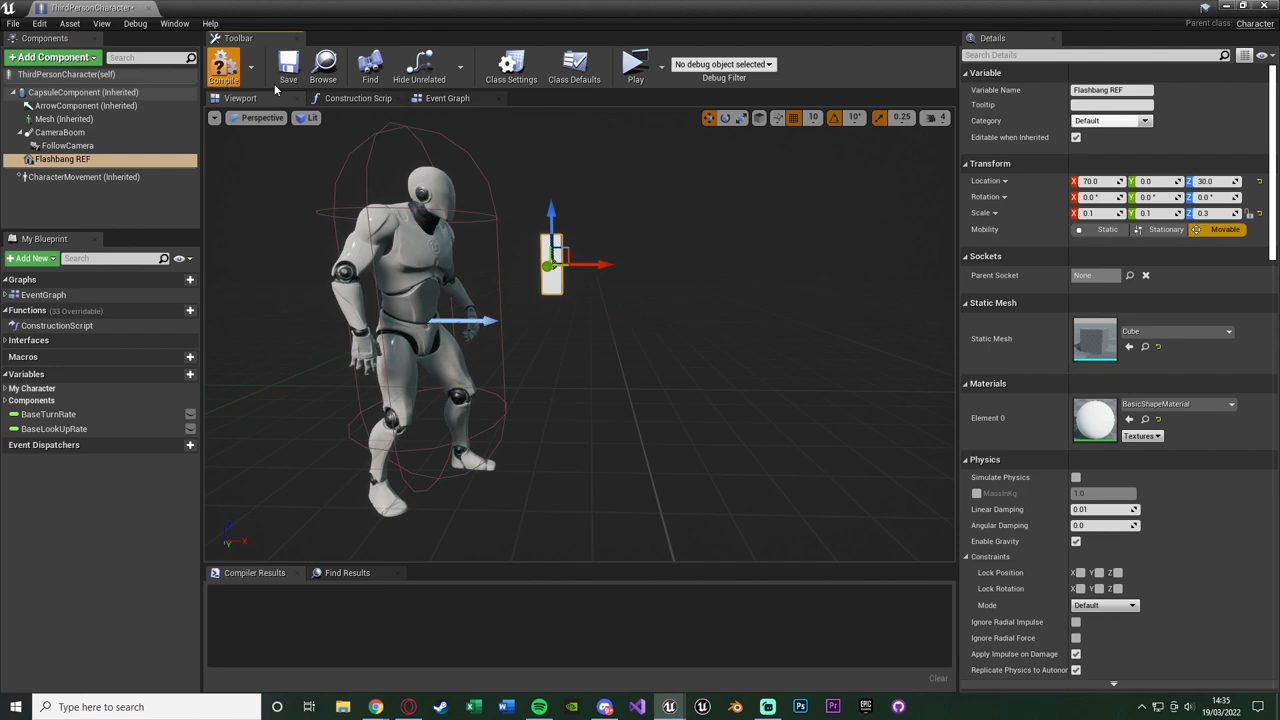 ThirdPersonCharacter*
File Edit Asset View Debug Window Help
Parent class: Character
Components
+ Add Component
Search
ThirdPersonCharacter(self)
CapsuleComponent (Inherited)
ArrowComponent (Inherited)
Mesh (Inherited)
CameraBoom
FollowCamera
Flashbang REF
CharacterMovement (Inherited)
My Blueprint
+ Add New
Search
Graphs
EventGraph
Functions (33 Overridable)
ConstructionScript
Interfaces
Macros
Variables
My Character
Components
BaseTurnRate
BaseLookUpRate
Event Dispatchers
Toolbar
Compile
Save
Browse
Find
Hide Unrelated
Class Settings
Class Defaults
Play
No debug object selected
Debug Filter
Viewport
Construction Scrip
Event Graph
Perspective
Lit
10
10°
0.25
4
Z
X
Y
Compiler Results
Find Results
Clear
Details
Search Details
Variable
Variable Name Flashbang REF
Tooltip
Category Default
Editable when Inherited
Transform
Location X 70.0 Y 0.0 Z 30.0
Rotation X 0.0 ° Y 0.0 ° Z 0.0 °
Scale X 0.1 Y 0.1 Z 0.3
Mobility Static Stationary Movable
Sockets
Parent Socket None
Static Mesh
Static Mesh Cube
Materials
Element 0 BasicShapeMaterial
Textures
Physics
Simulate Physics
MassInKg 1.0
Linear Damping 0.01
Angular Damping 0.0
Enable Gravity
Constraints
Lock Position X Y Z
Lock Rotation X Y Z
Mode Default
Ignore Radial Impulse
Ignore Radial Force
Apply Impulse on Damage
Replicate Physics to Autonor
Type here to search
14:35
19/03/2022